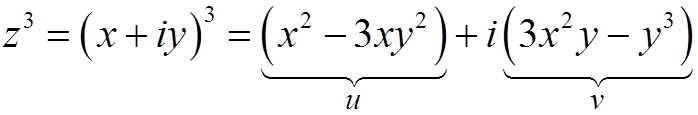 z³ = (x + iy)³ = (x² − 3xy²) + i(3x²y − y³)
u v